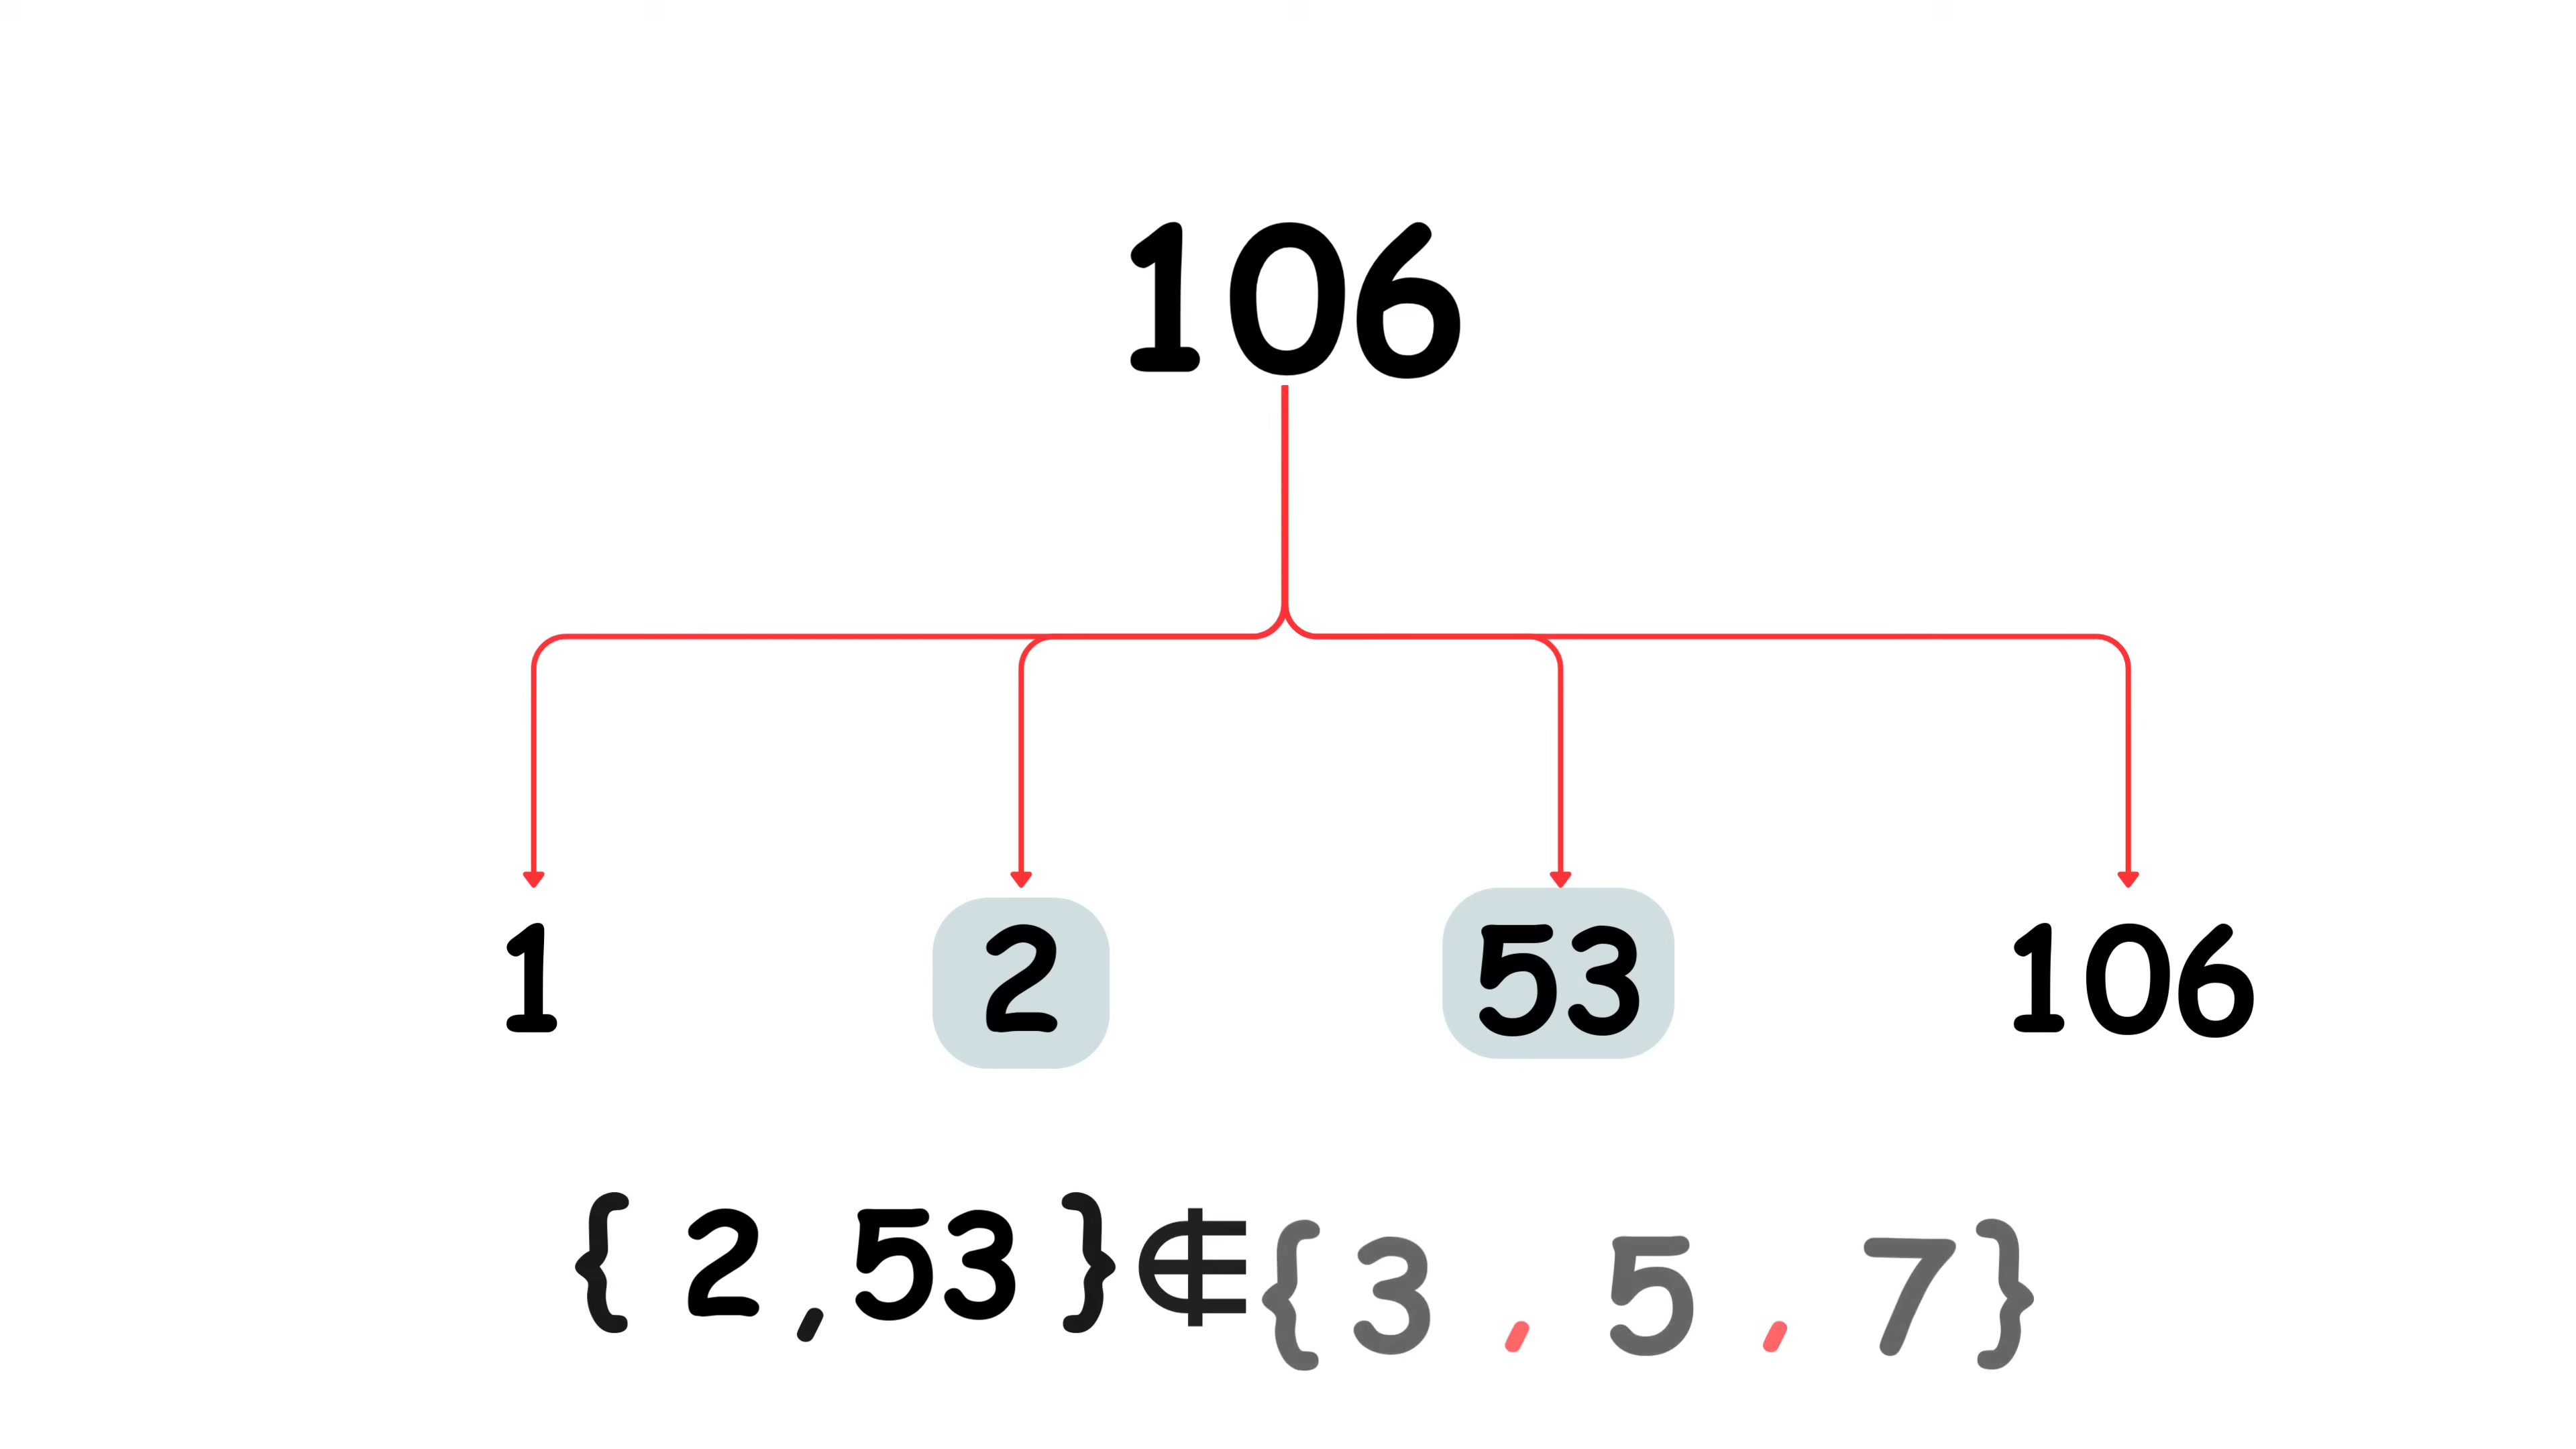 106
1 2 53 106
{ 2 , 53 } ∉ { 3 , 5 , 7 }